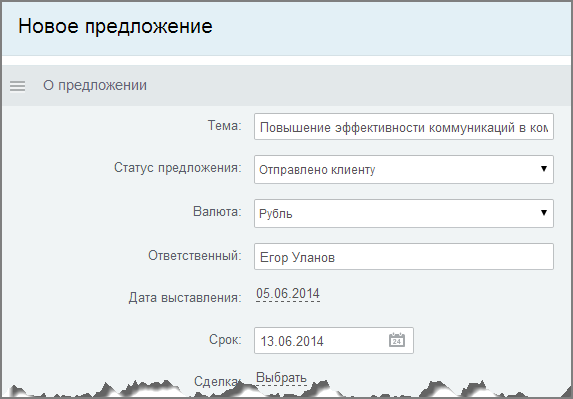 Новое предложение
О предложении
Тема: Повышение эффективности коммуникаций в ком
Статус предложения: Отправлено клиенту
Валюта: Рубль
Ответственный: Егор Уланов
Дата выставления: 05.06.2014
Срок: 13.06.2014 24
Сделка: Выбрать